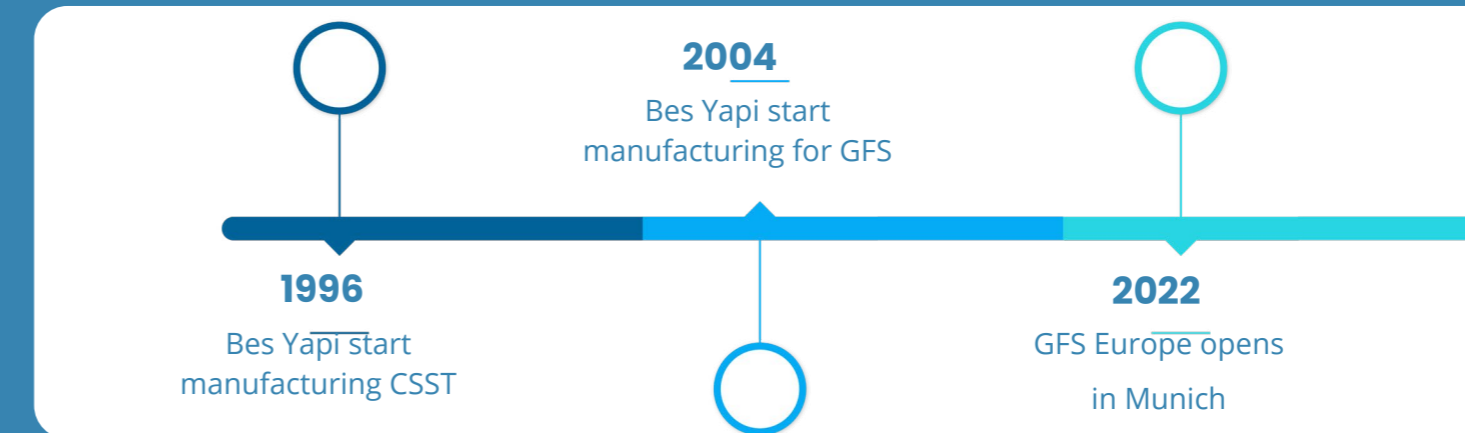 1996
Bes Yapi start
manufacturing CSST
2004
Bes Yapi start
manufacturing for GFS
2022
GFS Europe opens
in Munich